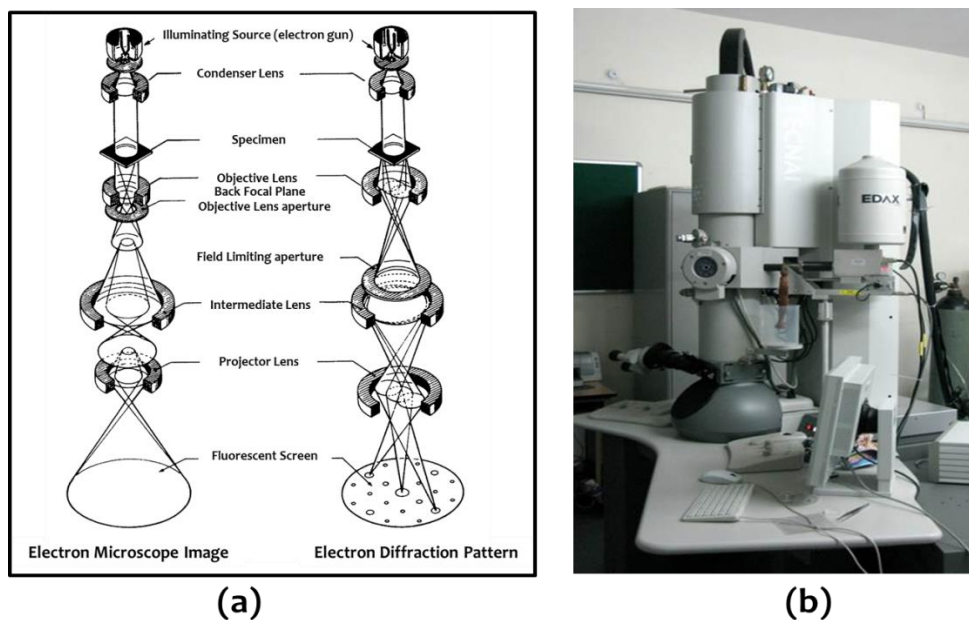 Illuminating Source (electron gun)
Condenser Lens
Specimen
Objective Lens
Back Focal Plane
Objective Lens aperture
Field Limiting aperture
Intermediate Lens
Projector Lens
Fluorescent Screen
Electron Microscope Image
Electron Diffraction Pattern
EDAX
(a)
(b)